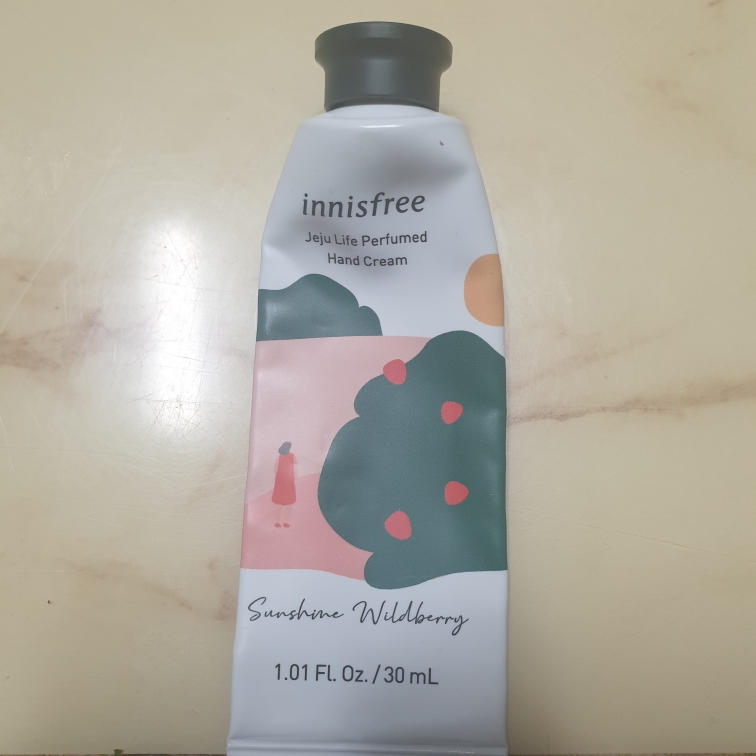 innisfree
Jeju Life Perfumed
Hand Cream
Sunshine Wildberry
1.01 Fl. Oz. / 30 mL